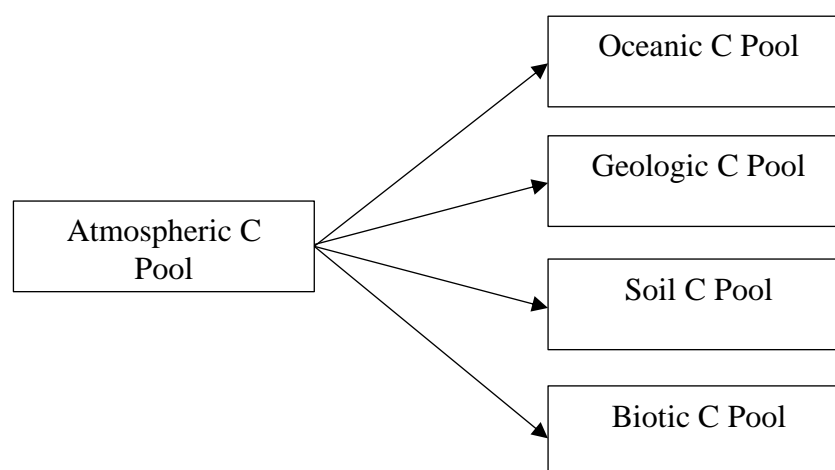 Oceanic C Pool
Geologic C Pool
Atmospheric C
Pool
Soil C Pool
Biotic C Pool